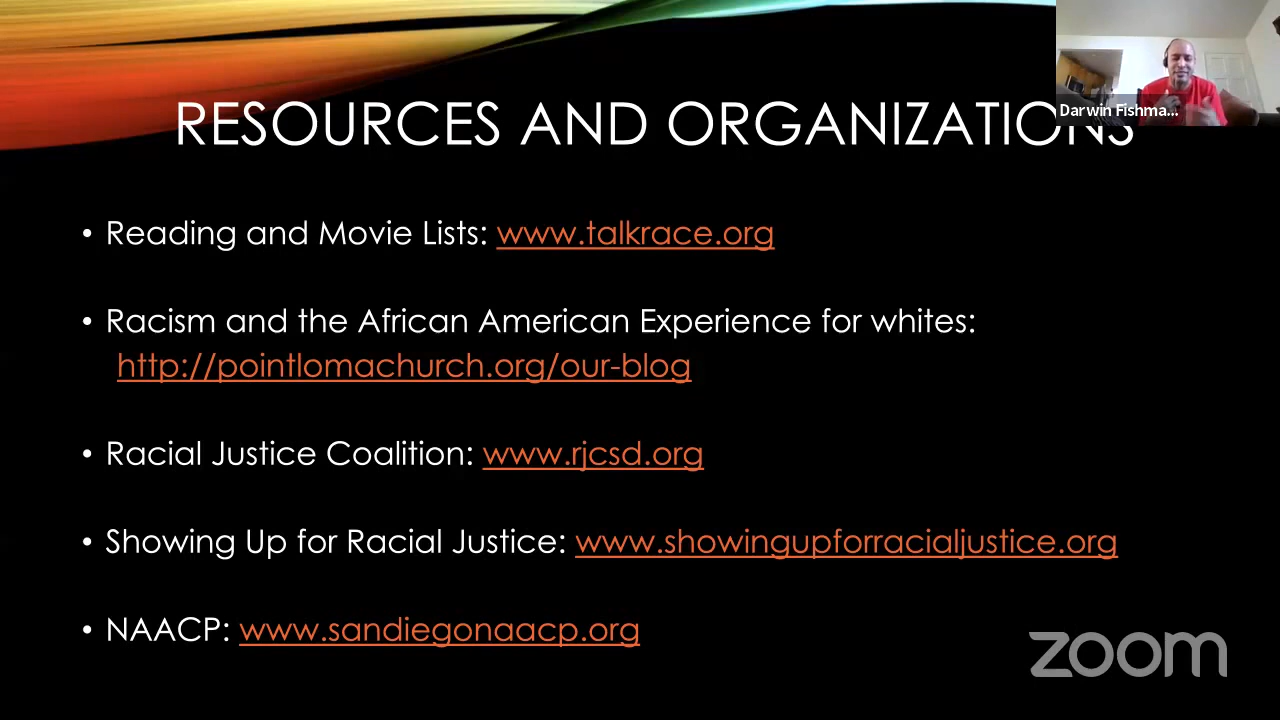 Darwin Fishma...
RESOURCES AND ORGANIZATIONS
• Reading and Movie Lists: www.talkrace.org
• Racism and the African American Experience for whites:
http://pointlomachurch.org/our-blog
• Racial Justice Coalition: www.rjcsd.org
• Showing Up for Racial Justice: www.showingupforracialjustice.org
• NAACP: www.sandiegonaacp.org
zoom